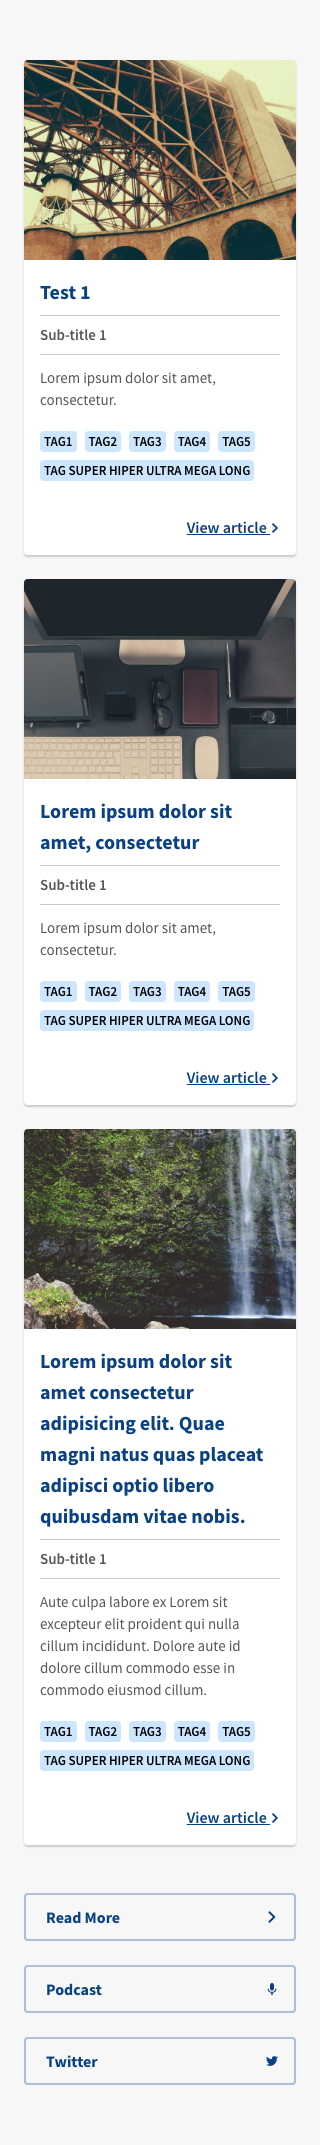 Test 1
Sub-title 1
Lorem ipsum dolor sit amet,
consectetur.
TAG1 TAG2 TAG3 TAG4 TAG5
TAG SUPER HIPER ULTRA MEGA LONG
View article
Lorem ipsum dolor sit
amet, consectetur
Sub-title 1
Lorem ipsum dolor sit amet,
consectetur.
TAG1 TAG2 TAG3 TAG4 TAG5
TAG SUPER HIPER ULTRA MEGA LONG
View article
Lorem ipsum dolor sit
amet consectetur
adipisicing elit. Quae
magni natus quas placeat
adipisci optio libero
quibusdam vitae nobis.
Sub-title 1
Aute culpa labore ex Lorem sit
excepteur elit proident qui nulla
cillum incididunt. Dolore aute id
dolore cillum commodo esse in
commodo eiusmod cillum.
TAG1 TAG2 TAG3 TAG4 TAG5
TAG SUPER HIPER ULTRA MEGA LONG
View article
Read More
Podcast
Twitter